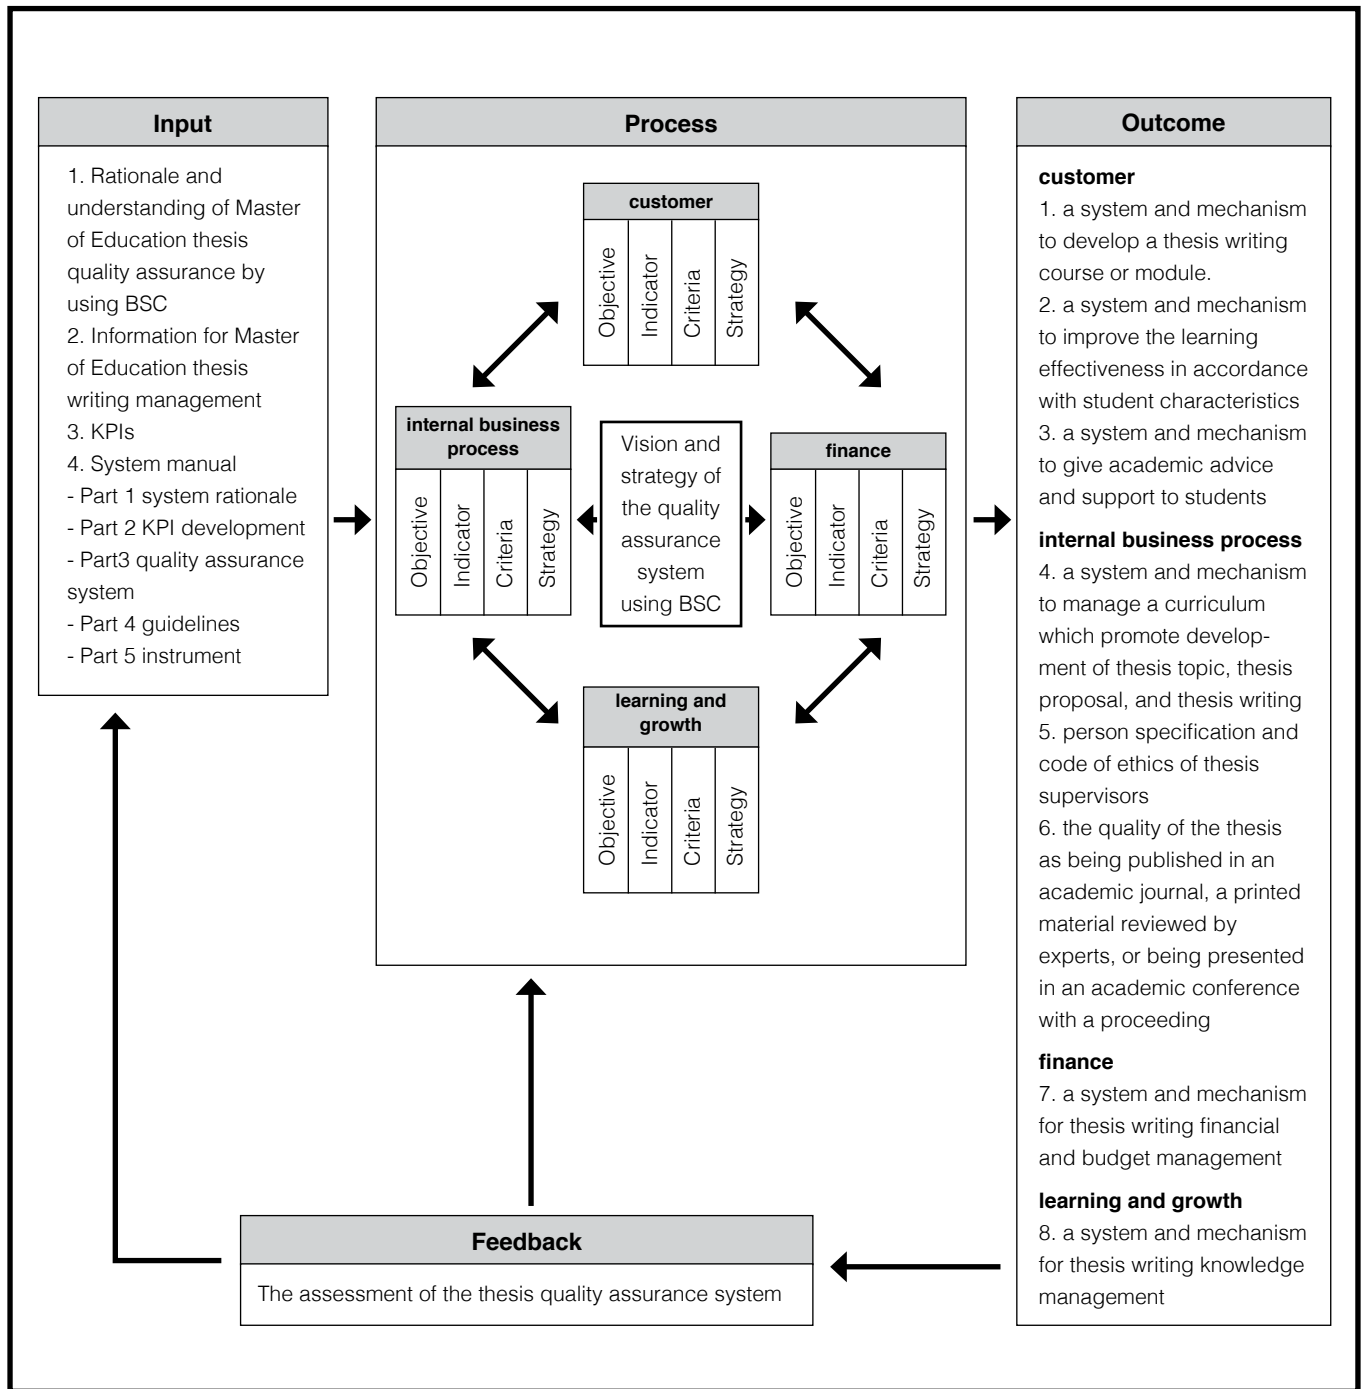 Input
1. Rationale and
understanding of Master
of Education thesis
quality assurance by
using BSC
2. Information for Master
of Education thesis
writing management
3. KPIs
4. System manual
- Part 1 system rationale
- Part 2 KPI development
- Part3 quality assurance
system
- Part 4 guidelines
- Part 5 instrument
Process
customer
Objective
Indicator
Criteria
Strategy
internal business
process
Objective
Indicator
Criteria
Strategy
Vision and
strategy of
the quality
assurance
system
using BSC
finance
Objective
Indicator
Criteria
Strategy
learning and
growth
Objective
Indicator
Criteria
Strategy
Outcome
customer
1. a system and mechanism
to develop a thesis writing
course or module.
2. a system and mechanism
to improve the learning
effectiveness in accordance
with student characteristics
3. a system and mechanism
to give academic advice
and support to students
internal business process
4. a system and mechanism
to manage a curriculum
which promote develop-
ment of thesis topic, thesis
proposal, and thesis writing
5. person specification and
code of ethics of thesis
supervisors
6. the quality of the thesis
as being published in an
academic journal, a printed
material reviewed by
experts, or being presented
in an academic conference
with a proceeding
finance
7. a system and mechanism
for thesis writing financial
and budget management
learning and growth
8. a system and mechanism
for thesis writing knowledge
management
Feedback
The assessment of the thesis quality assurance system